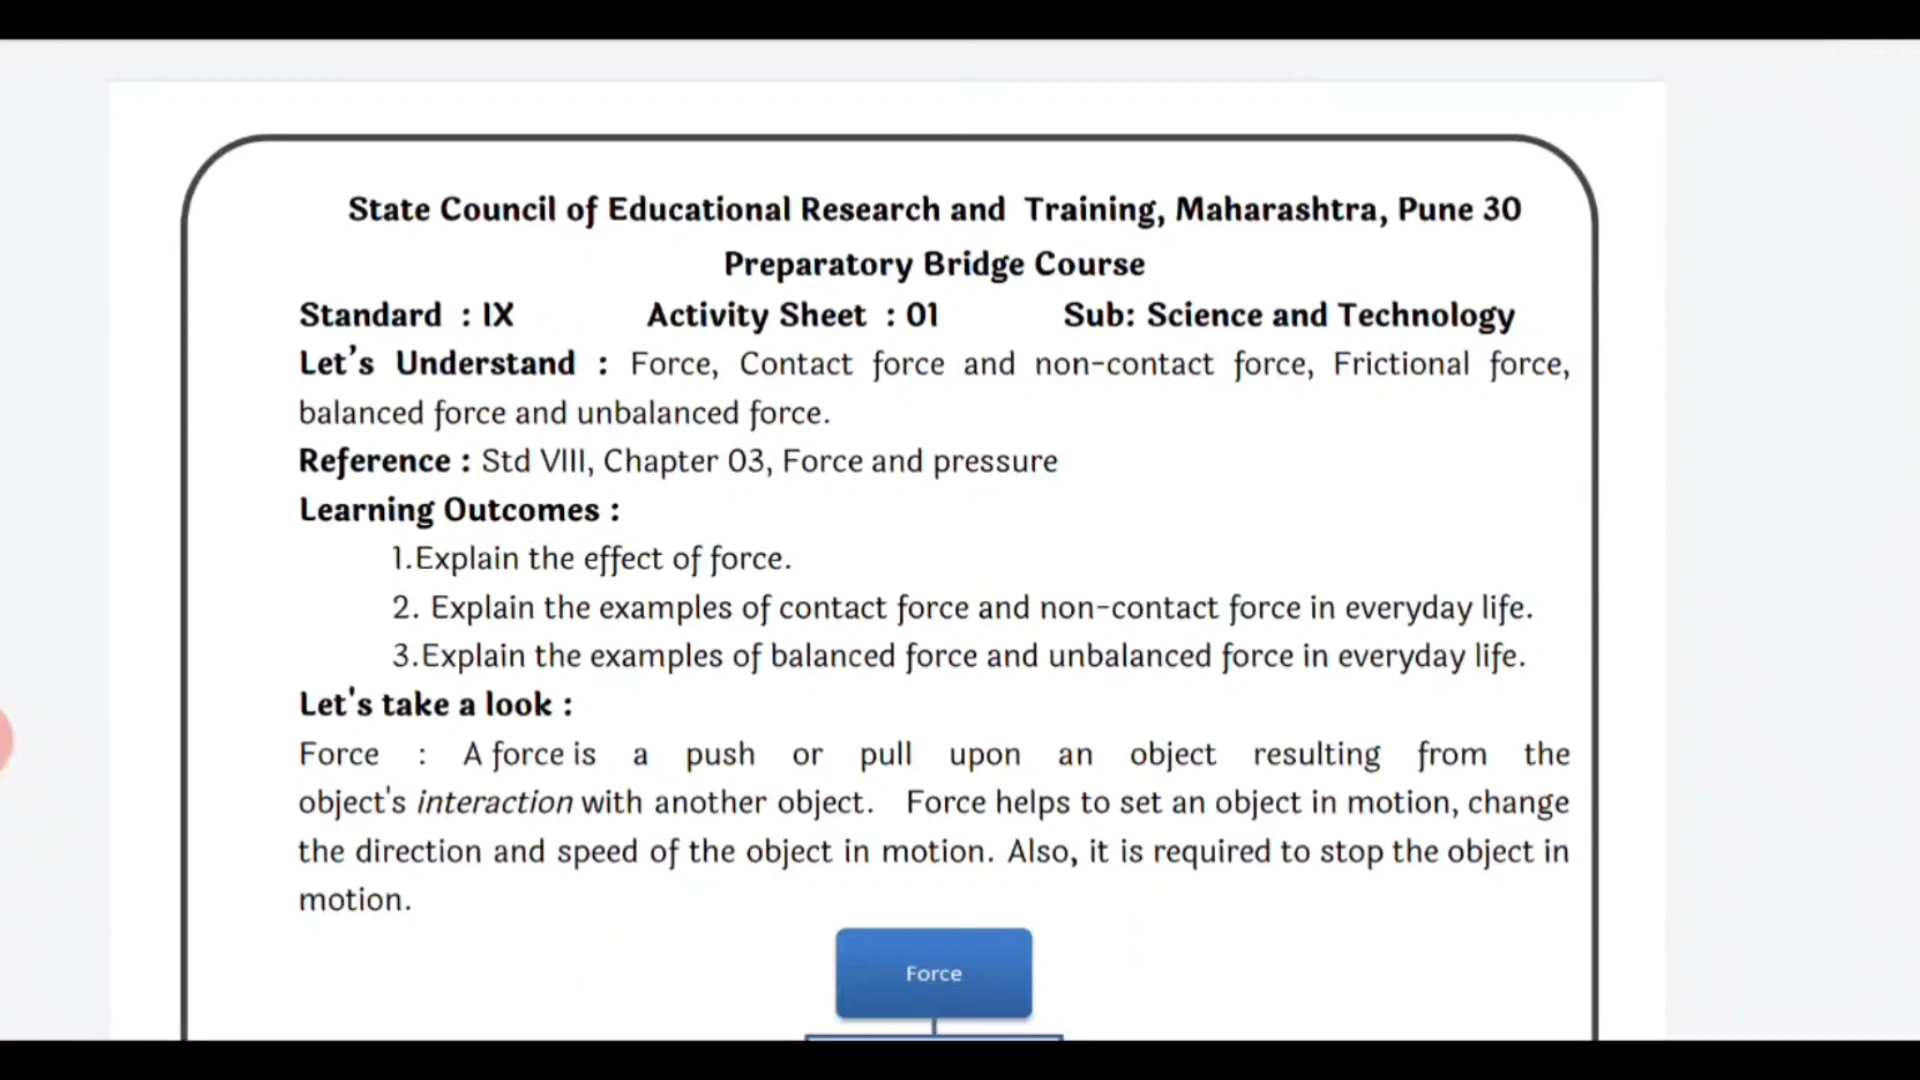 State Council of Educational Research and Training, Maharashtra, Pune 30
Preparatory Bridge Course
Standard : IX Activity Sheet : 01 Sub: Science and Technology
Let's Understand : Force, Contact force and non-contact force, Frictional force,
balanced force and unbalanced force.
Reference : Std VIII, Chapter 03, Force and pressure
Learning Outcomes :
1.Explain the effect of force.
2. Explain the examples of contact force and non-contact force in everyday life.
3.Explain the examples of balanced force and unbalanced force in everyday life.
Let's take a look :
Force : A force is a push or pull upon an object resulting from the
object's interaction with another object. Force helps to set an object in motion, change
the direction and speed of the object in motion. Also, it is required to stop the object in
motion.
Force